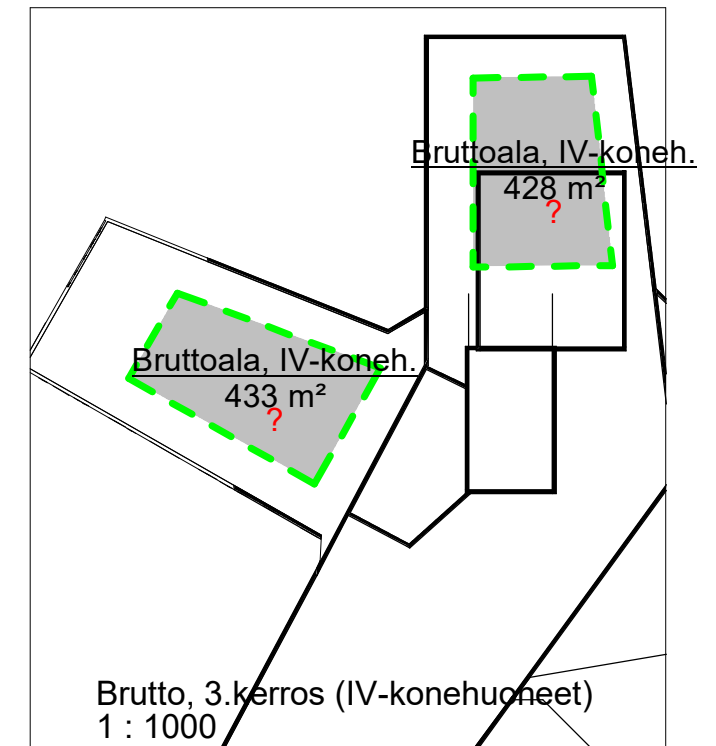 Bruttoala, IV-koneh.
428 m²
?
Bruttoala, IV-koneh.
433 m²
?
Brutto, 3.kerros (IV-konehuoneet)
1 : 1000